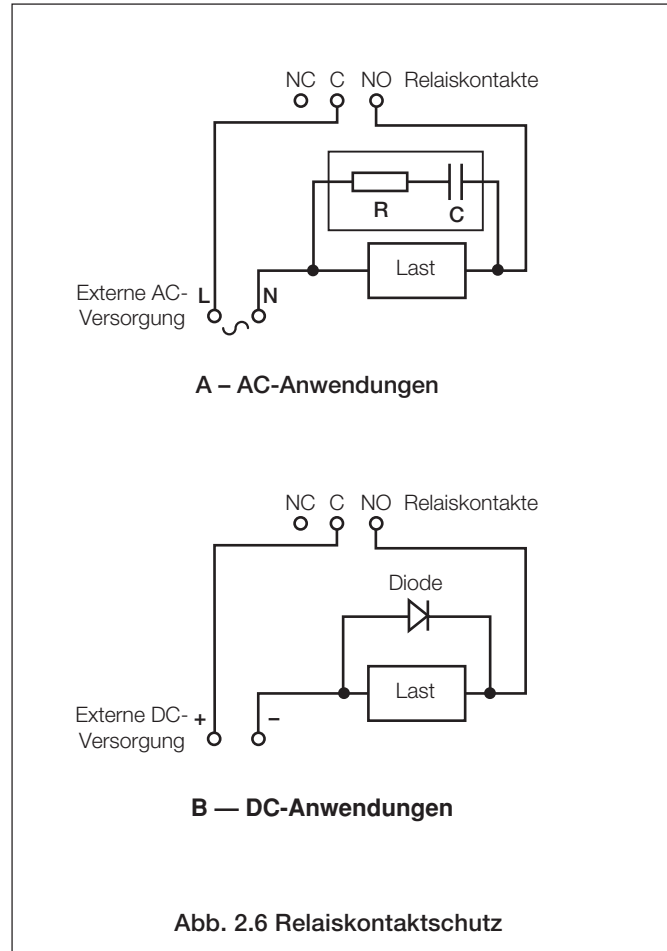 NC C NO Relaiskontakte
R
C
Last
Externe AC- L N
Versorgung
A – AC-Anwendungen
NC C NO Relaiskontakte
Diode
Last
Externe DC- + –
Versorgung
B — DC-Anwendungen
Abb. 2.6 Relaiskontaktschutz